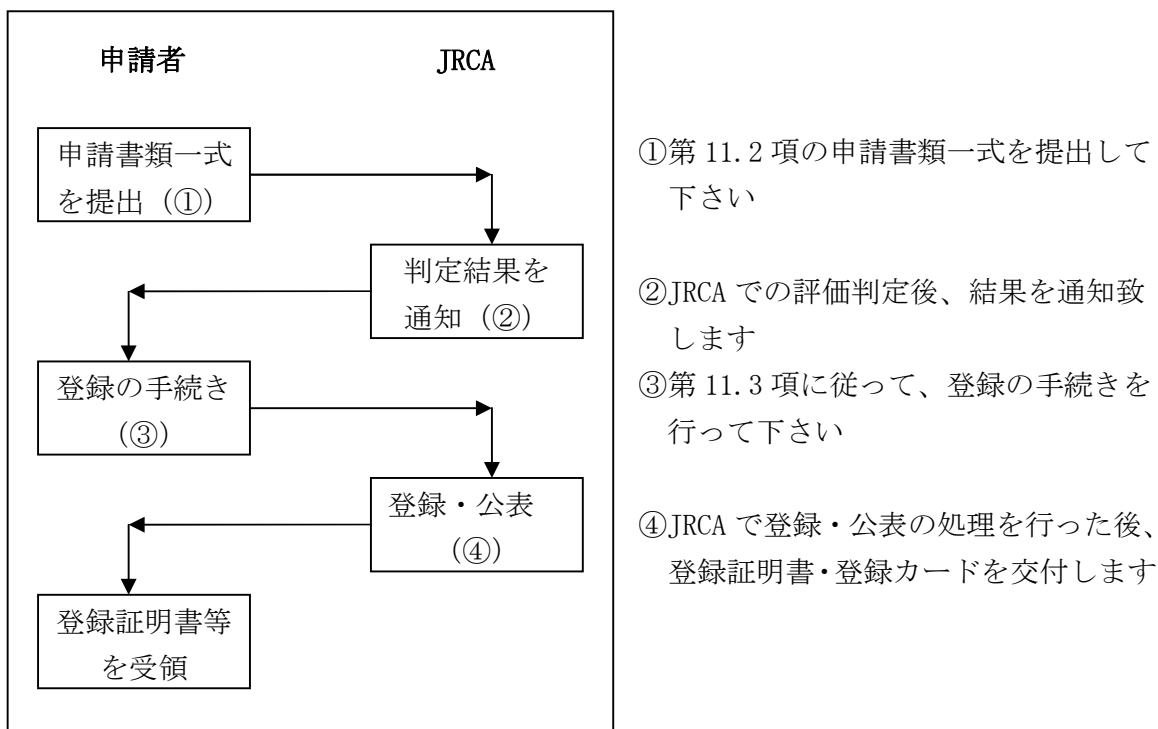 申請者 JRCA
申請書類一式
を提出（①）
判定結果を
通知（②）
登録の手続き
（③）
登録・公表
（④）
登録証明書等
を受領
①第 11.2 項の申請書類一式を提出して
下さい
②JRCA での評価判定後、結果を通知致
します
③第 11.3 項に従って、登録の手続きを
行って下さい
④JRCA で登録・公表の処理を行った後、
登録証明書・登録カードを交付します